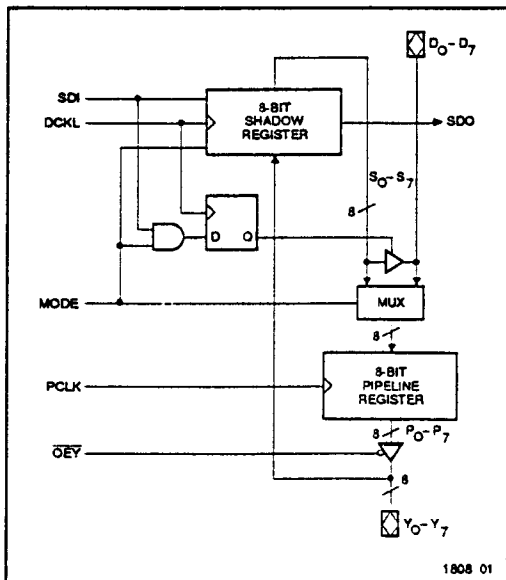 D₀ – D₇
SDI
DCKL
8-BIT
SHADOW
REGISTER
SDO
S₀ – S₇
8
D
Q
MODE
MUX
8
PCLK
8-BIT
PIPELINE
REGISTER
8
P₀ – P₇
OEY
8
Y₀ – Y₇
1808 01